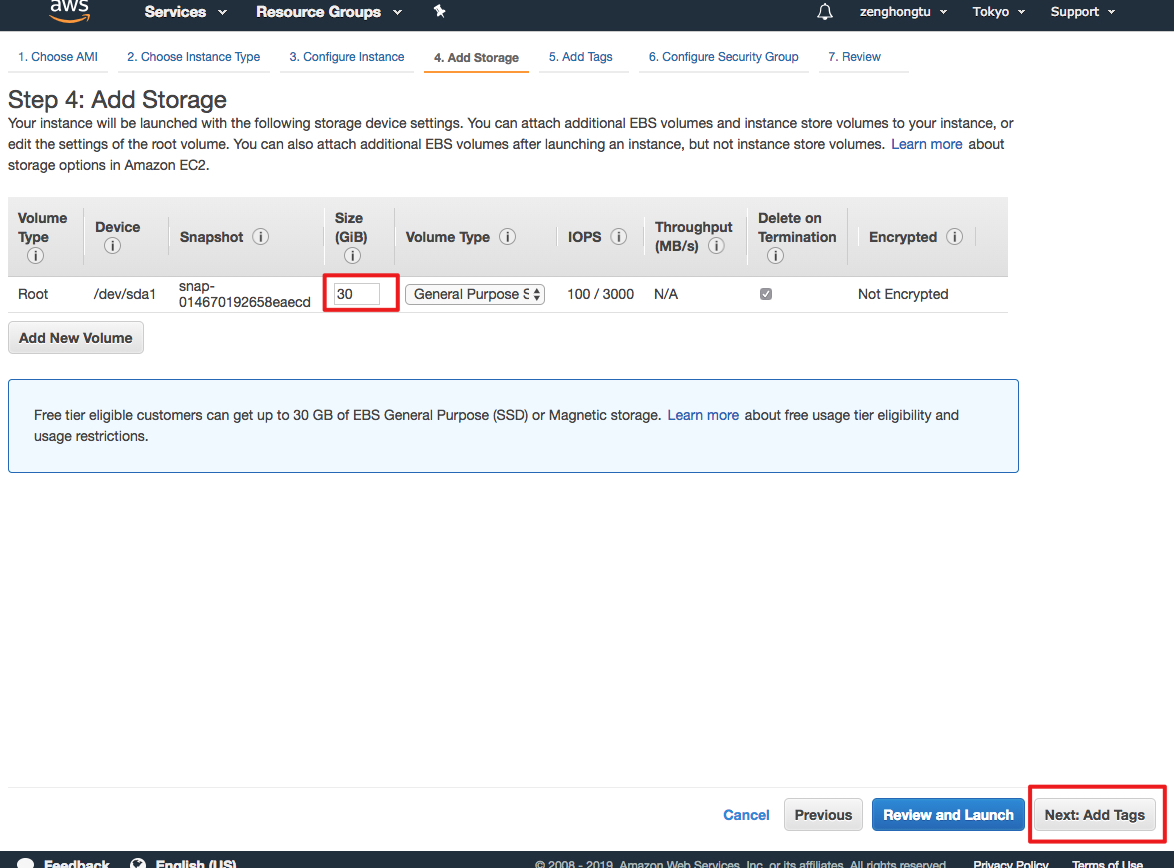 aws Services Resource Groups zenghongtu Tokyo Support
1. Choose AMI 2. Choose Instance Type 3. Configure Instance 4. Add Storage 5. Add Tags 6. Configure Security Group 7. Review
Step 4: Add Storage
Your instance will be launched with the following storage device settings. You can attach additional EBS volumes and instance store volumes to your instance, or
edit the settings of the root volume. You can also attach additional EBS volumes after launching an instance, but not instance store volumes. Learn more about
storage options in Amazon EC2.
Volume
Type
i
Device
i
Snapshot i
Size
(GiB)
i
Volume Type i
IOPS i
Throughput
(MB/s) i
Delete on
Termination
i
Encrypted i
Root
/dev/sda1
snap-
014670192658eaecd
30
General Purpose S
100 / 3000
N/A
Not Encrypted
Add New Volume
Free tier eligible customers can get up to 30 GB of EBS General Purpose (SSD) or Magnetic storage. Learn more about free usage tier eligibility and
usage restrictions.
Cancel Previous Review and Launch Next: Add Tags
Feedback English (US) © 2008 - 2019, Amazon Web Services, Inc. or its affiliates. All rights reserved. Privacy Policy Terms of Use